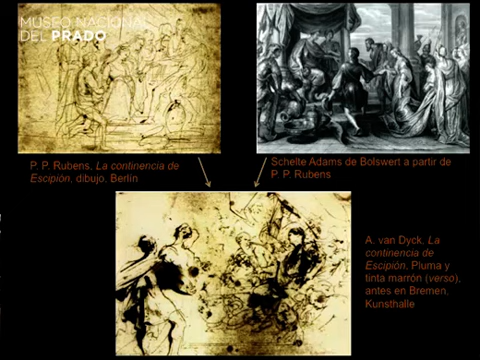 MUSEO NACIONAL
DEL PRADO
P. P. Rubens, La continencia de
Escipión, dibujo, Berlín
Schelte Adams de Bolswert a partir de
P. P. Rubens
A. van Dyck, La
continencia de
Escipión, Pluma y
tinta marrón (verso),
antes en Bremen,
Kunsthalle